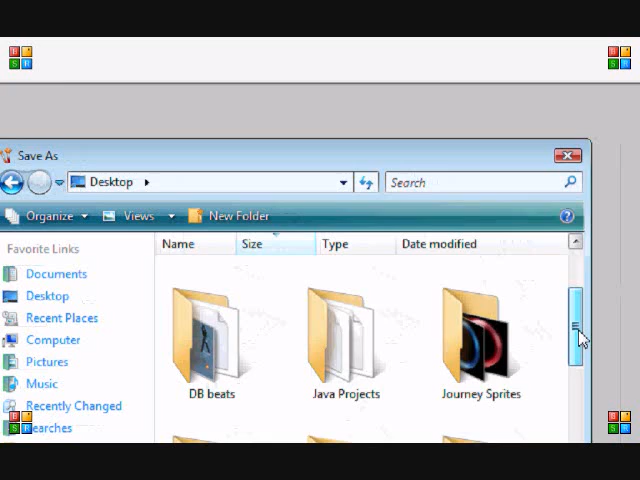 Save As
Desktop
Search
Organize Views New Folder
Favorite Links
Name Size Type Date modified
Documents
Desktop
Recent Places
Computer
Pictures
Music
Recently Changed
earches
DB beats Java Projects Journey Sprites